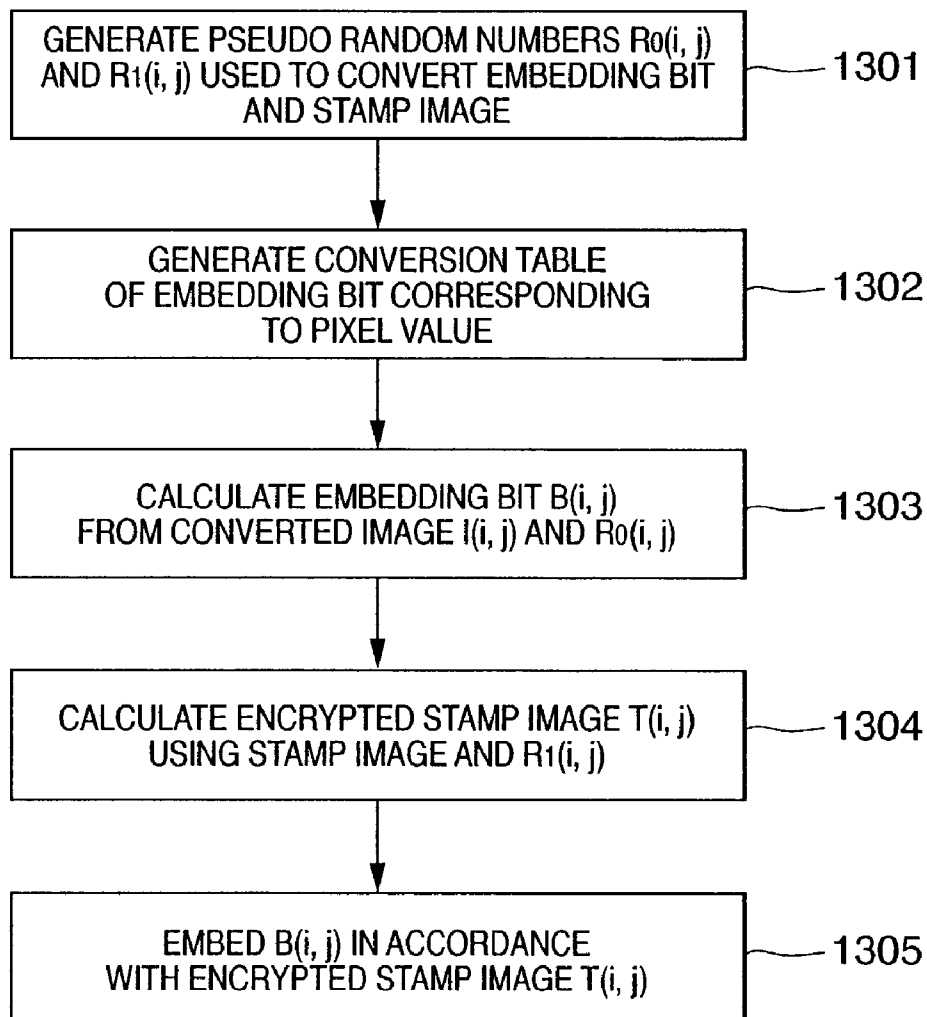 GENERATE PSEUDO RANDOM NUMBERS R0(i, j)
AND R1(i, j) USED TO CONVERT EMBEDDING BIT
AND STAMP IMAGE
1301
GENERATE CONVERSION TABLE
OF EMBEDDING BIT CORRESPONDING
TO PIXEL VALUE
1302
CALCULATE EMBEDDING BIT B(i, j)
FROM CONVERTED IMAGE I(i, j) AND R0(i, j)
1303
CALCULATE ENCRYPTED STAMP IMAGE T(i, j)
USING STAMP IMAGE AND R1(i, j)
1304
EMBED B(i, j) IN ACCORDANCE
WITH ENCRYPTED STAMP IMAGE T(i, j)
1305